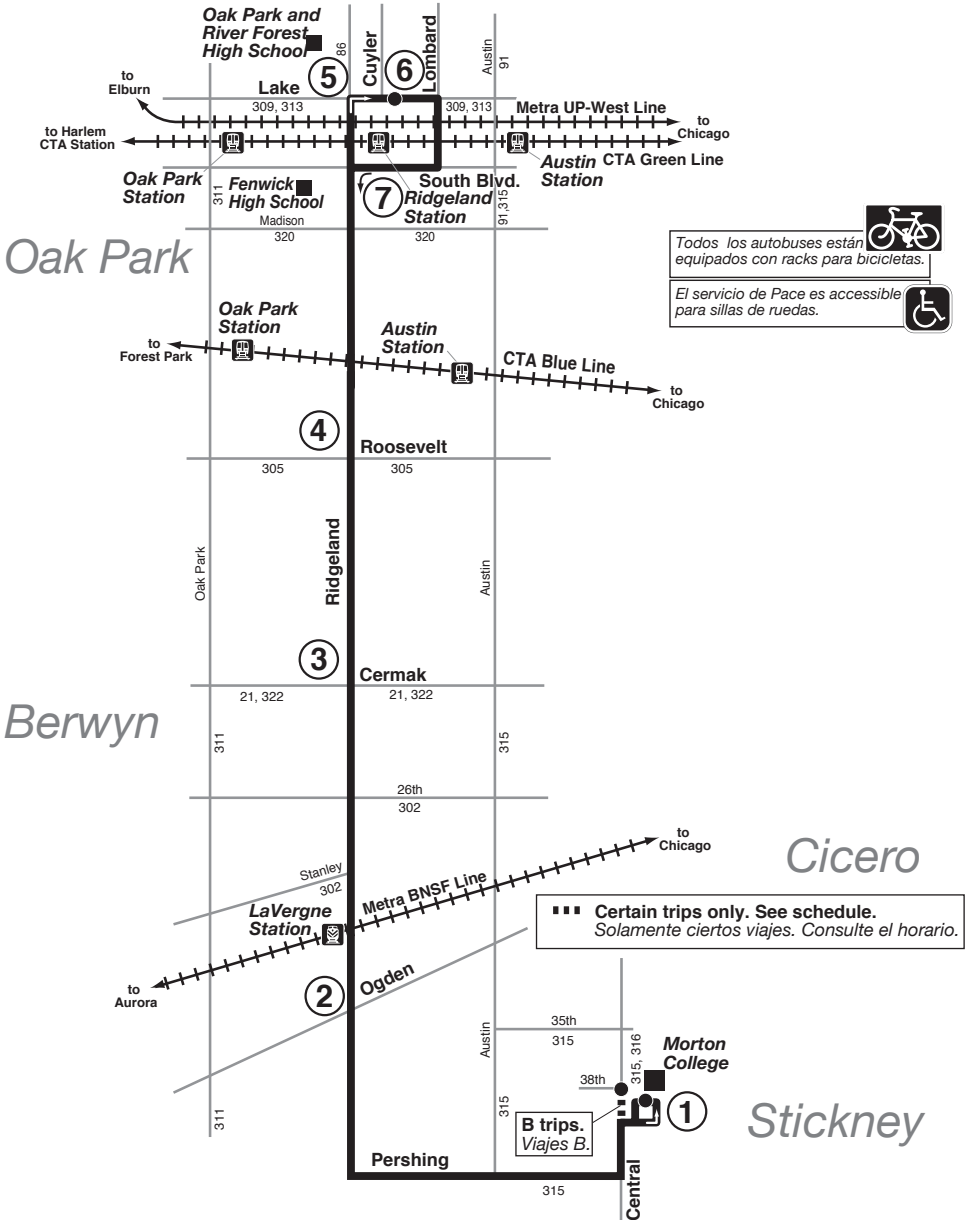 Oak Park and
River Forest
High School
86
Cuyler
Lombard
Austin
91
5
6
to
Elburn
Lake
309, 313
309, 313
Metra UP-West Line
to
Chicago
to Harlem
CTA Station
CTA Green Line
Austin
Station
Oak Park
Station
311
Fenwick
High School
7
South Blvd.
Ridgeland
Station
91,315
Madison
320
320
Oak Park
Todos los autobuses están
equipados con racks para bicicletas.
El servicio de Pace es accessible
para sillas de ruedas.
Oak Park
Station
Austin
Station
to
Forest Park
CTA Blue Line
to
Chicago
4
Roosevelt
305
305
Ridgeland
Oak Park
Austin
3
Cermak
21, 322
21, 322
Berwyn
311
315
26th
302
to
Chicago
Cicero
Stanley
302
Metra BNSF Line
LaVergne
Station
Certain trips only. See schedule.
Solamente ciertos viajes. Consulte el horario.
to
Aurora
2
Ogden
Austin
35th
315
315, 316
Morton
College
38th
1
311
315
B trips.
Viajes B.
Stickney
Pershing
315
Central